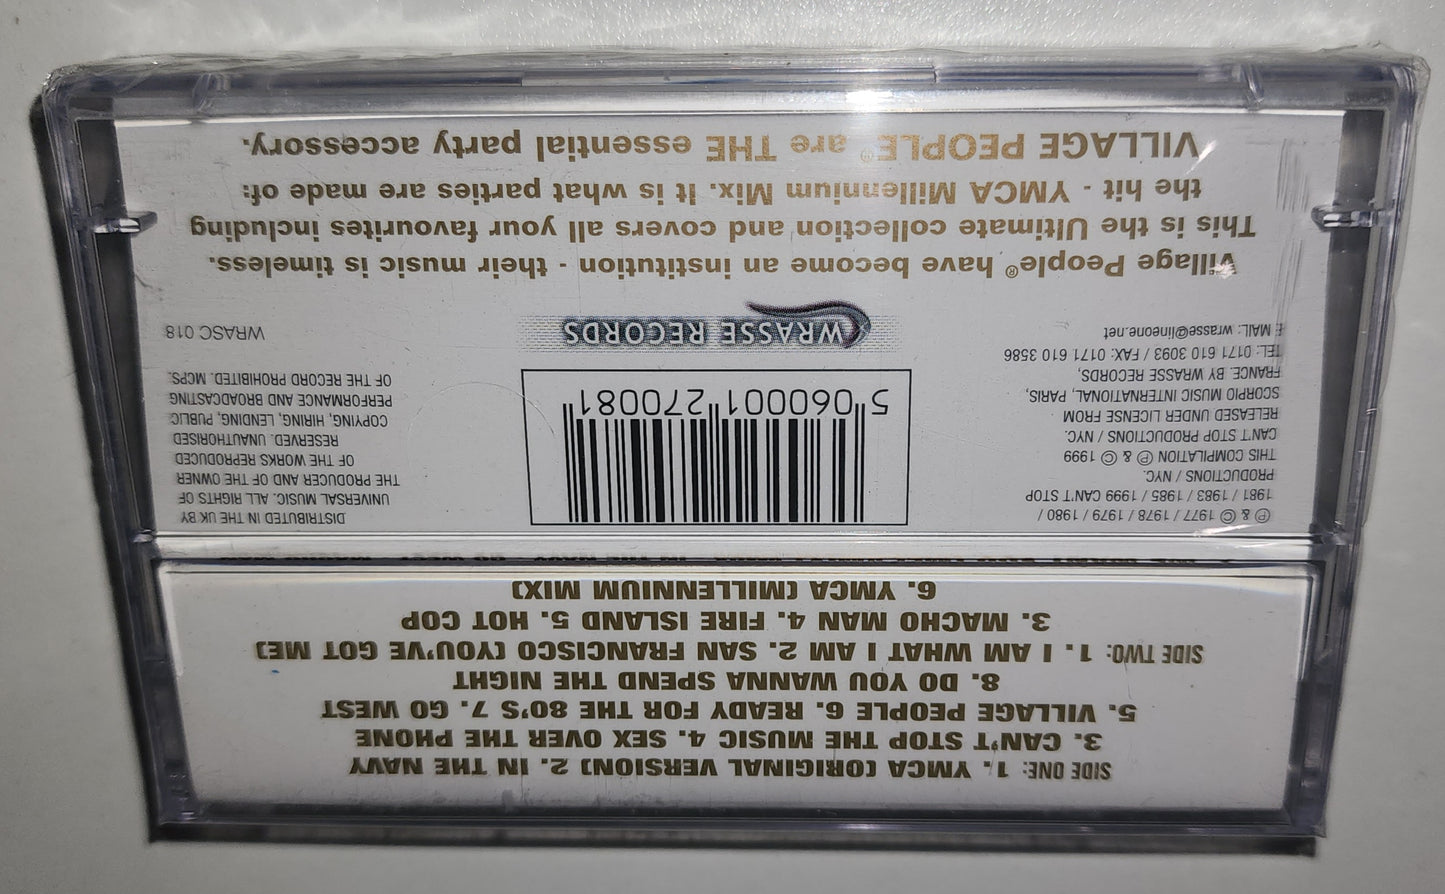 SIDE ONE: 1. YMCA (ORIGINAL VERSION) 2. IN THE NAVY
3. CAN'T STOP THE MUSIC 4. SEX OVER THE PHONE
5. VILLAGE PEOPLE 6. READY FOR THE 80'S 7. GO WEST
8. DO YOU WANNA SPEND THE NIGHT
SIDE TWO: 1. I AM WHAT I AM 2. SAN FRANCISCO (YOU'VE GOT ME)
3. MACHO MAN 4. FIRE ISLAND 5. HOT COP
6. YMCA (MILLENNIUM MIX)
DISTRIBUTED IN THE UK BY
UNIVERSAL MUSIC. ALL RIGHTS OF
THE PRODUCER AND OF THE OWNER
OF THE WORKS REPRODUCED
RESERVED. UNAUTHORISED
COPYING, HIRING, LENDING, PUBLIC
PERFORMANCE AND BROADCASTING
OF THE RECORD PROHIBITED. MCPS.
WRASC 018
5 060001 270081
WRASSE RECORDS
℗ & © 1977 / 1978 / 1979 / 1980 /
1981 / 1983 / 1985 / 1999 CAN'T STOP
PRODUCTIONS / NYC.
THIS COMPILATION ℗ & © 1999
CAN'T STOP PRODUCTIONS / NYC.
RELEASED UNDER LICENSE FROM
SCORPIO MUSIC INTERNATIONAL, PARIS,
FRANCE. BY WRASSE RECORDS,
TEL: 0171 610 3093 / FAX: 0171 610 3586
E MAIL: wrasse@lineone.net
Village People® have become an institution - their music is timeless.
This is the Ultimate collection and covers all your favourites including
the hit - YMCA Millennium Mix. It is what parties are made of:
VILLAGE PEOPLE™ are THE essential party accessory.